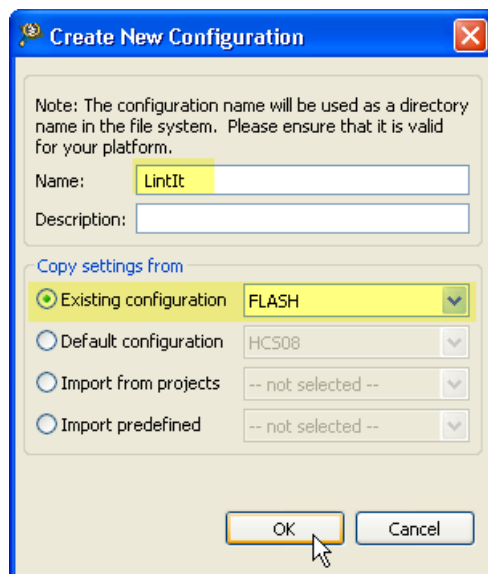 Create New Configuration
Note: The configuration name will be used as a directory
name in the file system. Please ensure that it is valid
for your platform.
Name: LintIt
Description:
Copy settings from
Existing configuration FLASH
Default configuration HCS08
Import from projects -- not selected --
Import predefined -- not selected --
OK Cancel